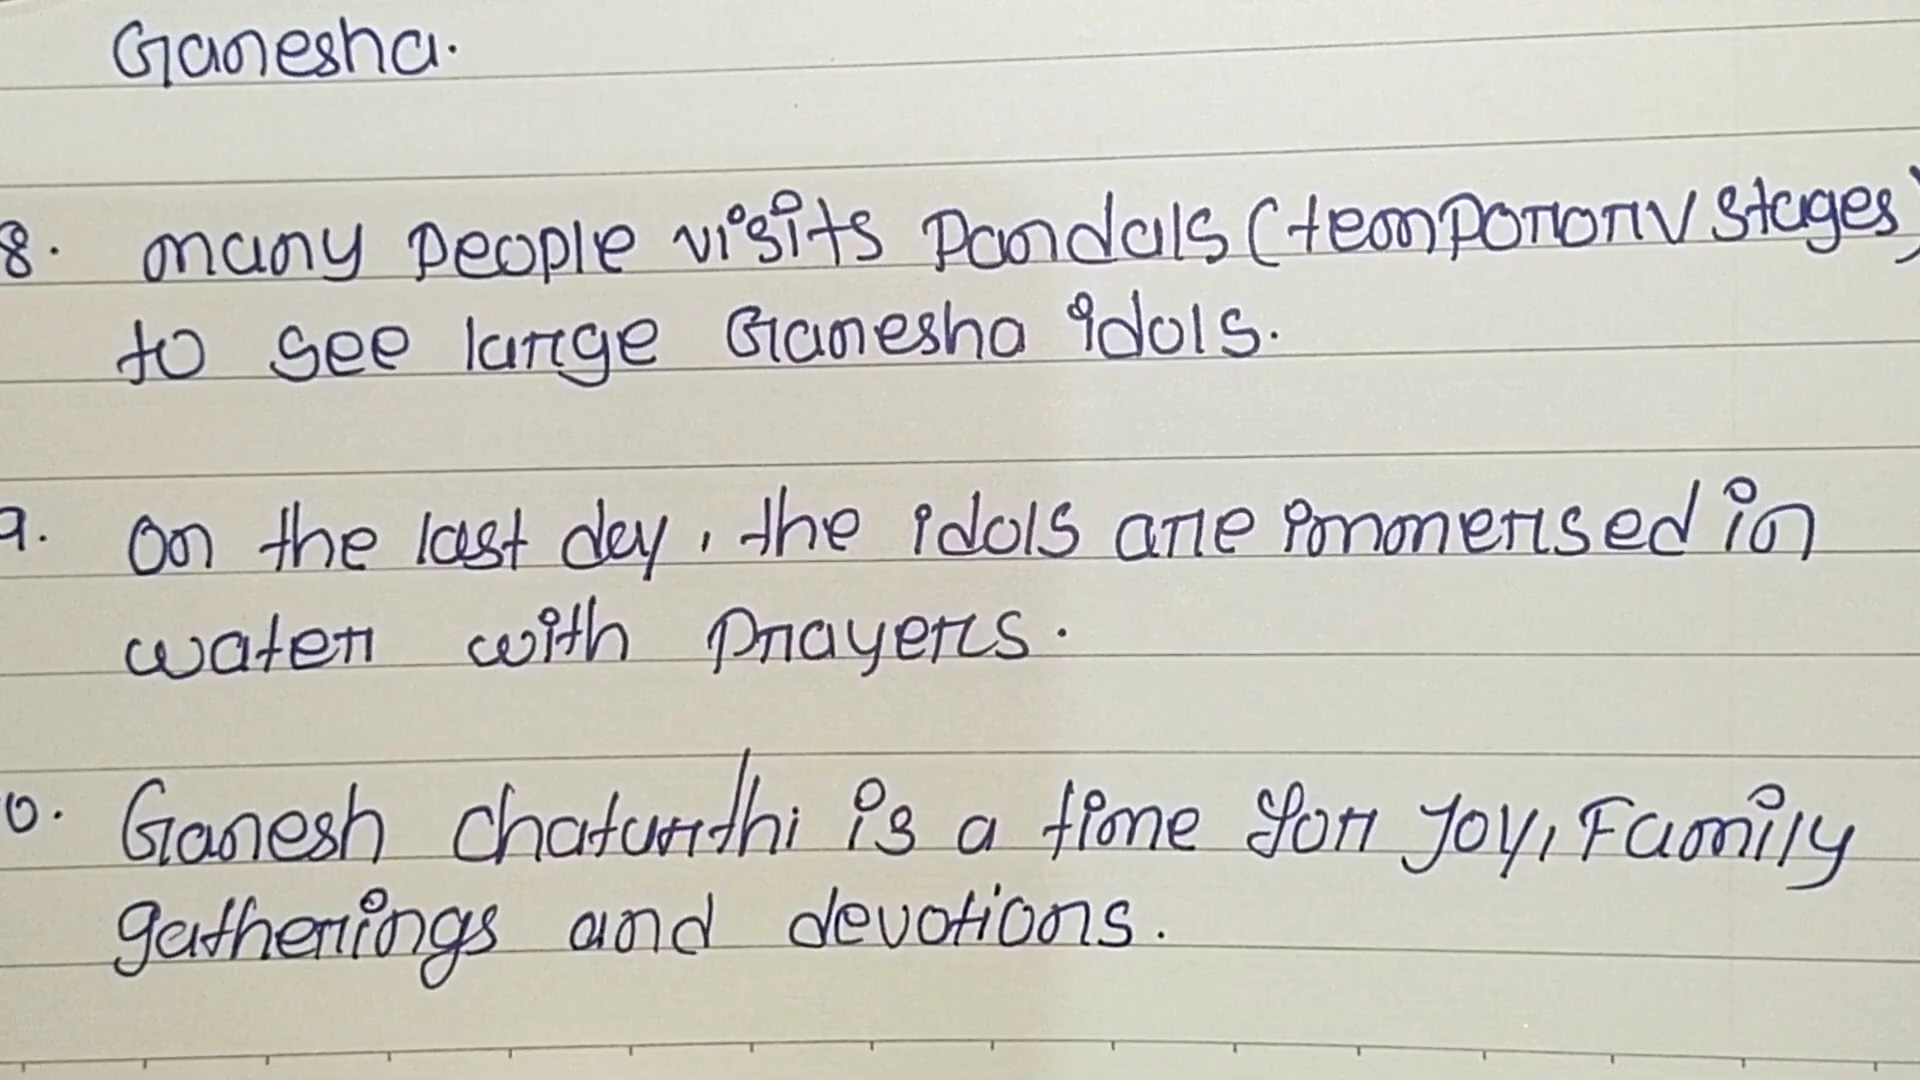 Ganesha.
8. many people visits Pandals (temporory stages)
to see large Ganesha idols.
9. On the last day, the idols are immersed in
water with prayers.
0. Ganesh chaturthi is a time for Joy, Family
gatherings and devotions.